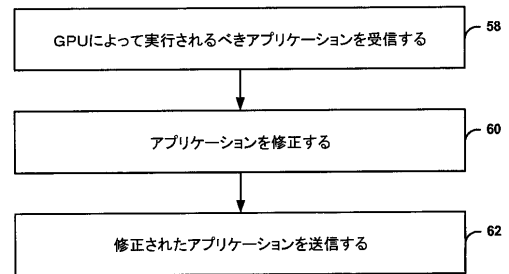 GPUによって実行されるべきアプリケーションを受信する
58
アプリケーションを修正する
60
修正されたアプリケーションを送信する
62